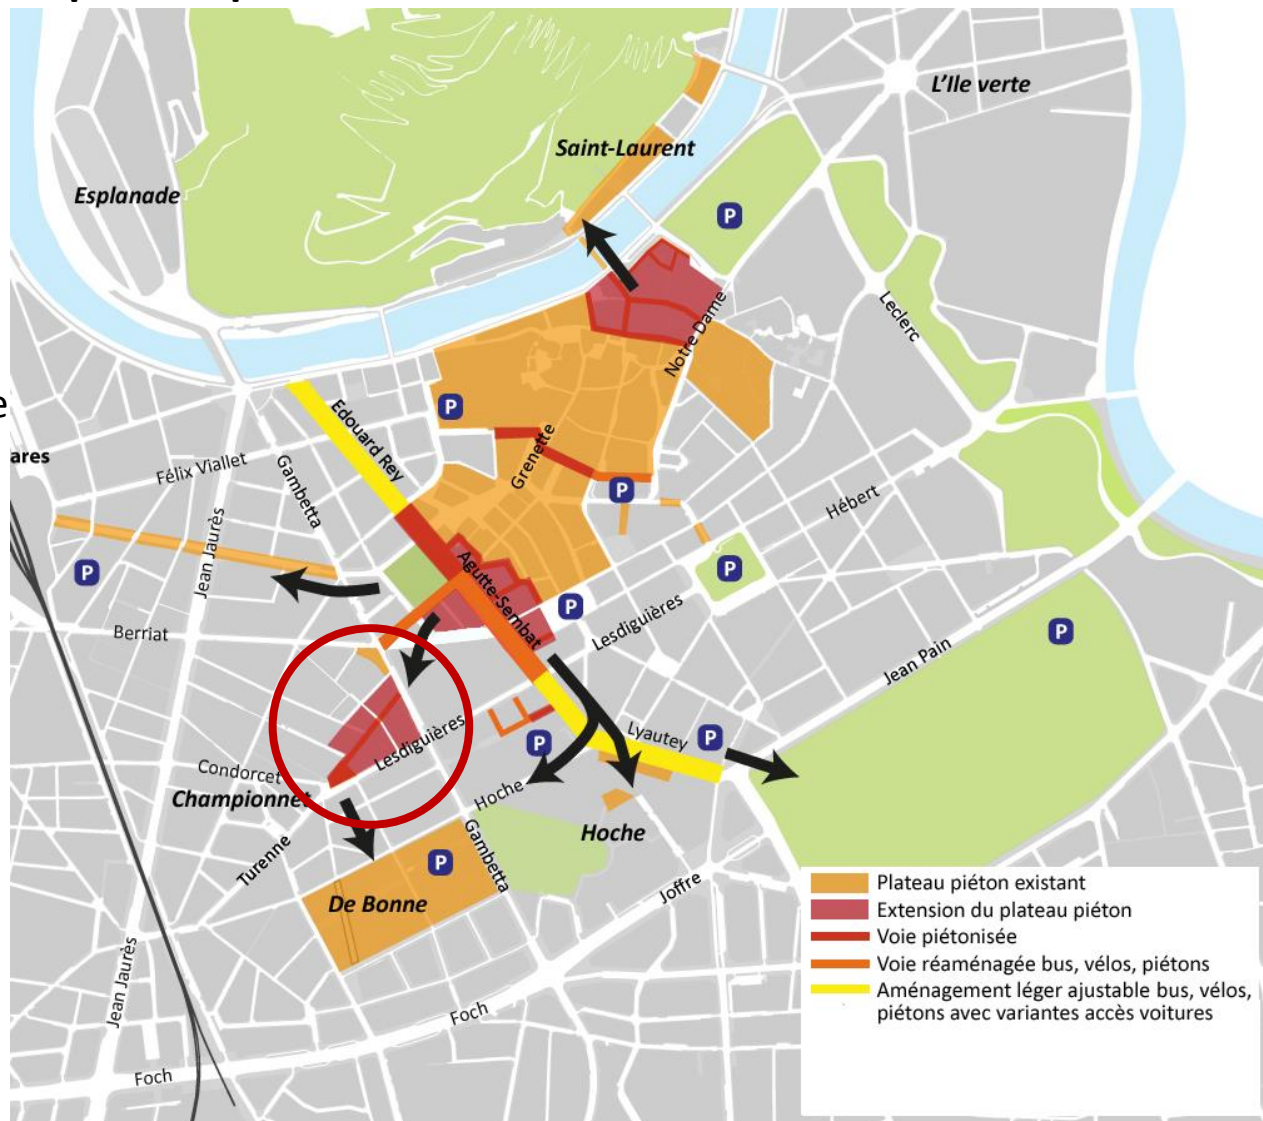 L'Ile verte
Saint-Laurent
Esplanade
P
Notre Dame
Leclerc
e
P
Edouard Rey
ares
Félix Viallet
Gambetta
Grenette
P
Hébert
Jean Jaurès
P
Agutte-Sembat
P
P
Lesdiguières
Berriat
P
Jean Pain
Lesdiguières
Lyautey
P
P
Condorcet
Championnet
Hoche
Hoche
Turenne
P
Gambetta
De Bonne
Joffre
Jean Jaurès
Foch
Foch
Plateau piéton existant
Extension du plateau piéton
Voie piétonisée
Voie réaménagée bus, vélos, piétons
Aménagement léger ajustable bus, vélos,
piétons avec variantes accès voitures